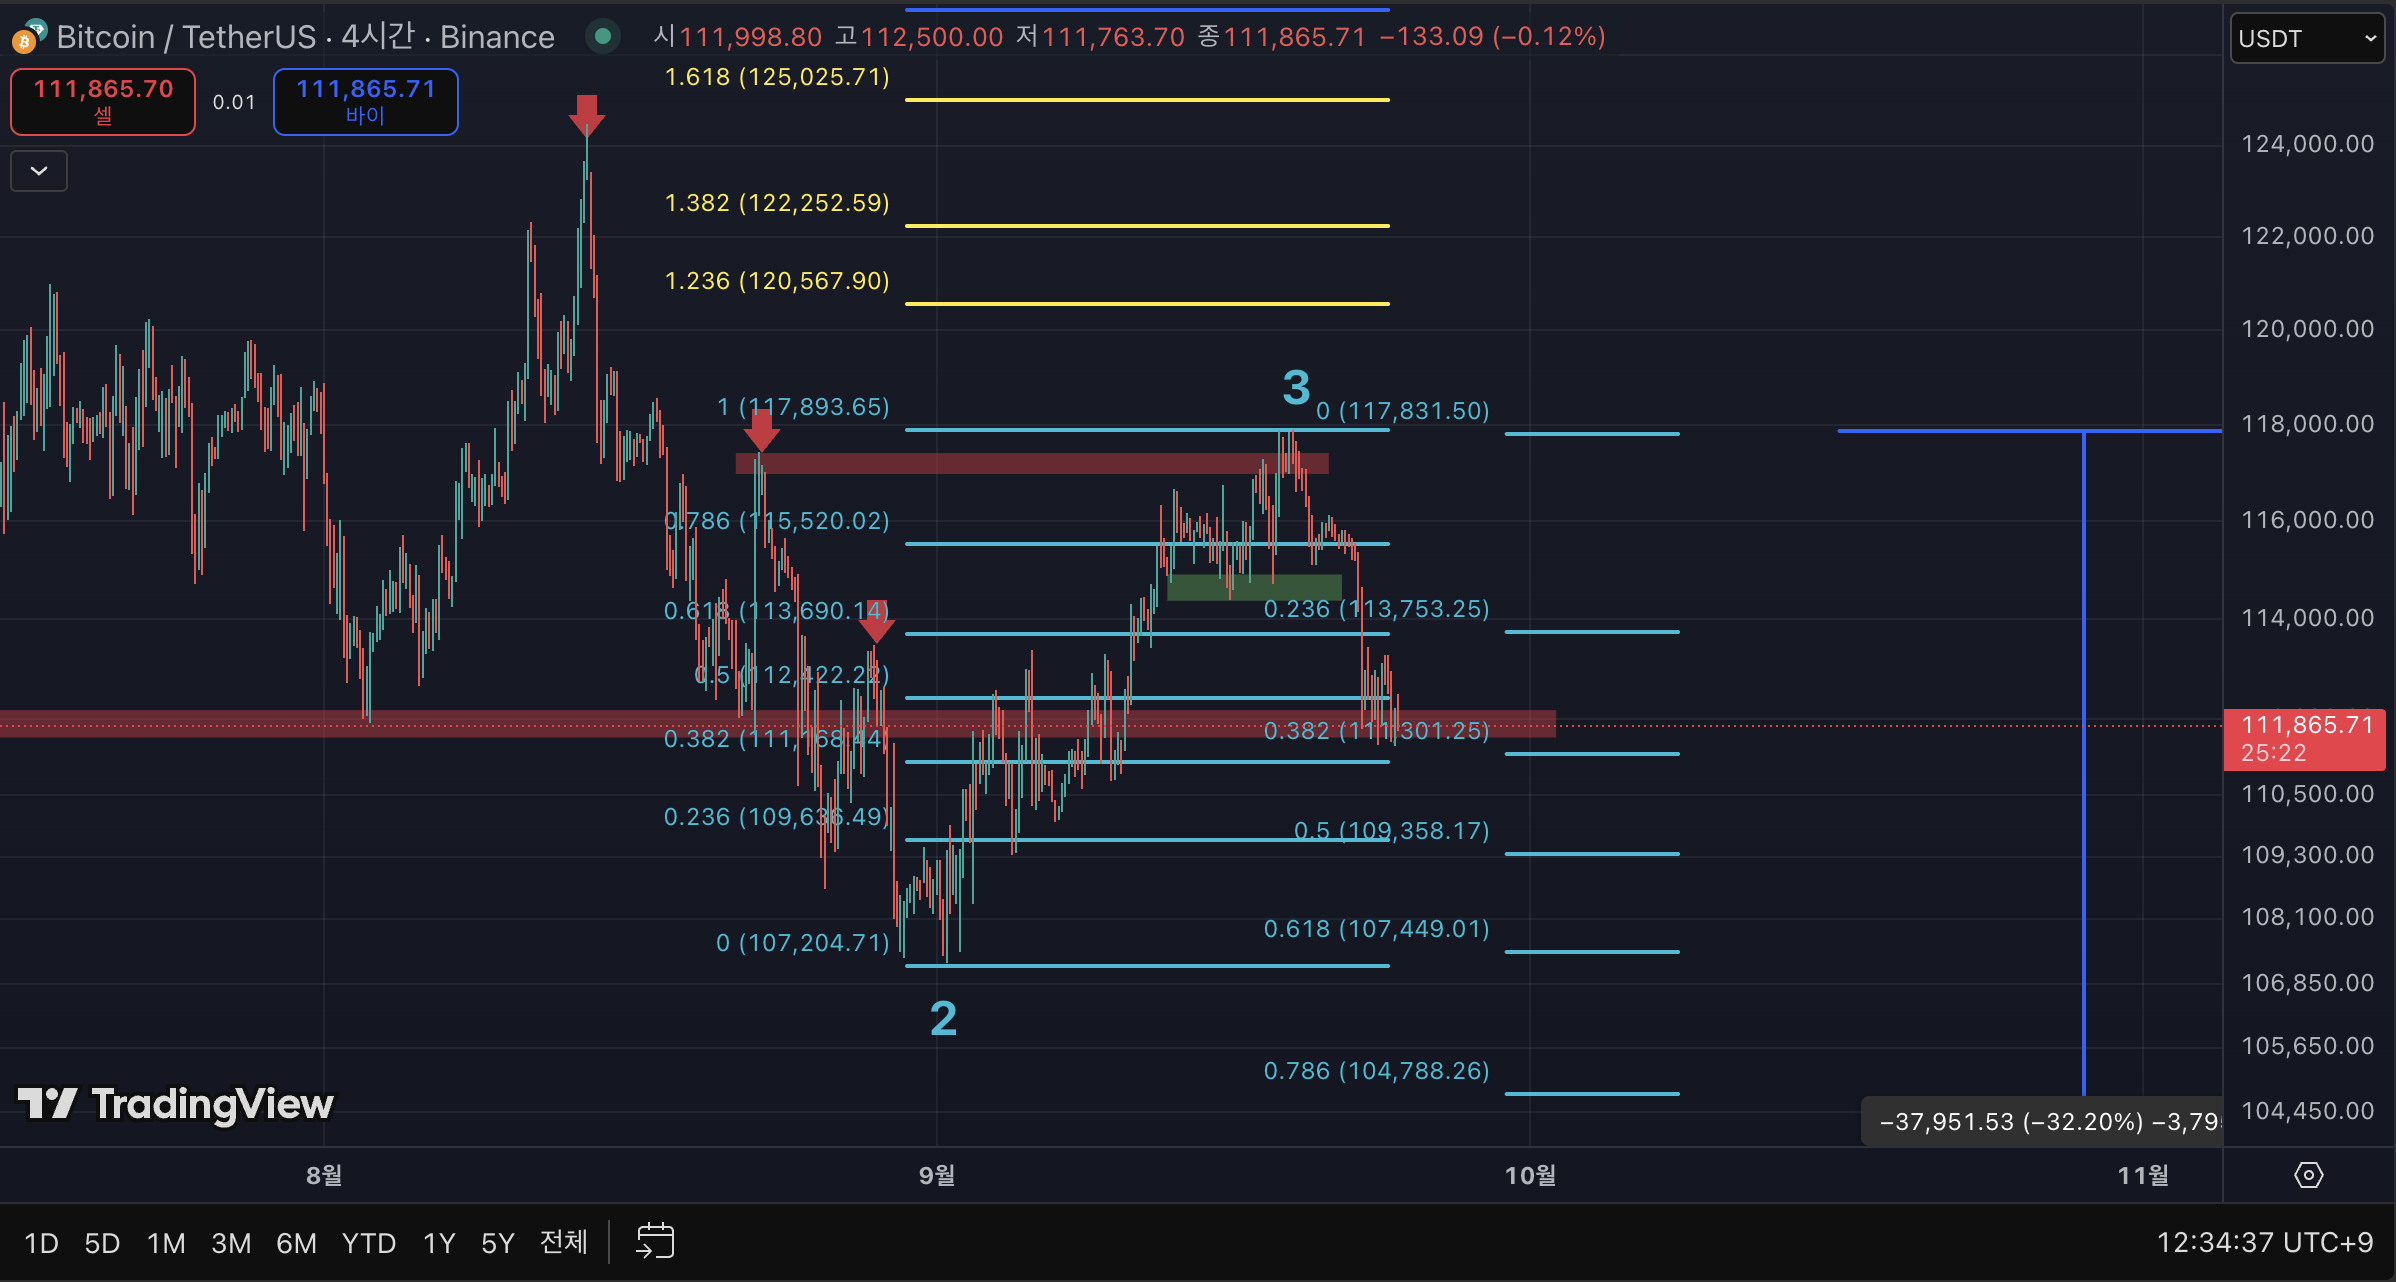 Bitcoin / TetherUS · 4시간 · Binance
시111,998.80 고112,500.00 저111,763.70 종111,865.71 −133.09 (−0.12%)
USDT
111,865.70
셀
0.01
111,865.71
바이
1.618 (125,025.71)
1.382 (122,252.59)
1.236 (120,567.90)
1 (117,893.65)
0.786 (115,520.02)
0.618 (113,690.14)
0.5 (112,422.22)
0.382 (111,168.44)
0.236 (109,636.49)
0 (107,204.71)
2
3
0 (117,831.50)
0.236 (113,753.25)
0.382 (111,301.25)
0.5 (109,358.17)
0.618 (107,449.01)
0.786 (104,788.26)
−37,951.53 (−32.20%) −3,79
124,000.00
122,000.00
120,000.00
118,000.00
116,000.00
114,000.00
111,865.71
25:22
110,500.00
109,300.00
108,100.00
106,850.00
105,650.00
104,450.00
TradingView
8월
9월
10월
11월
1D 5D 1M 3M 6M YTD 1Y 5Y 전체
12:34:37 UTC+9